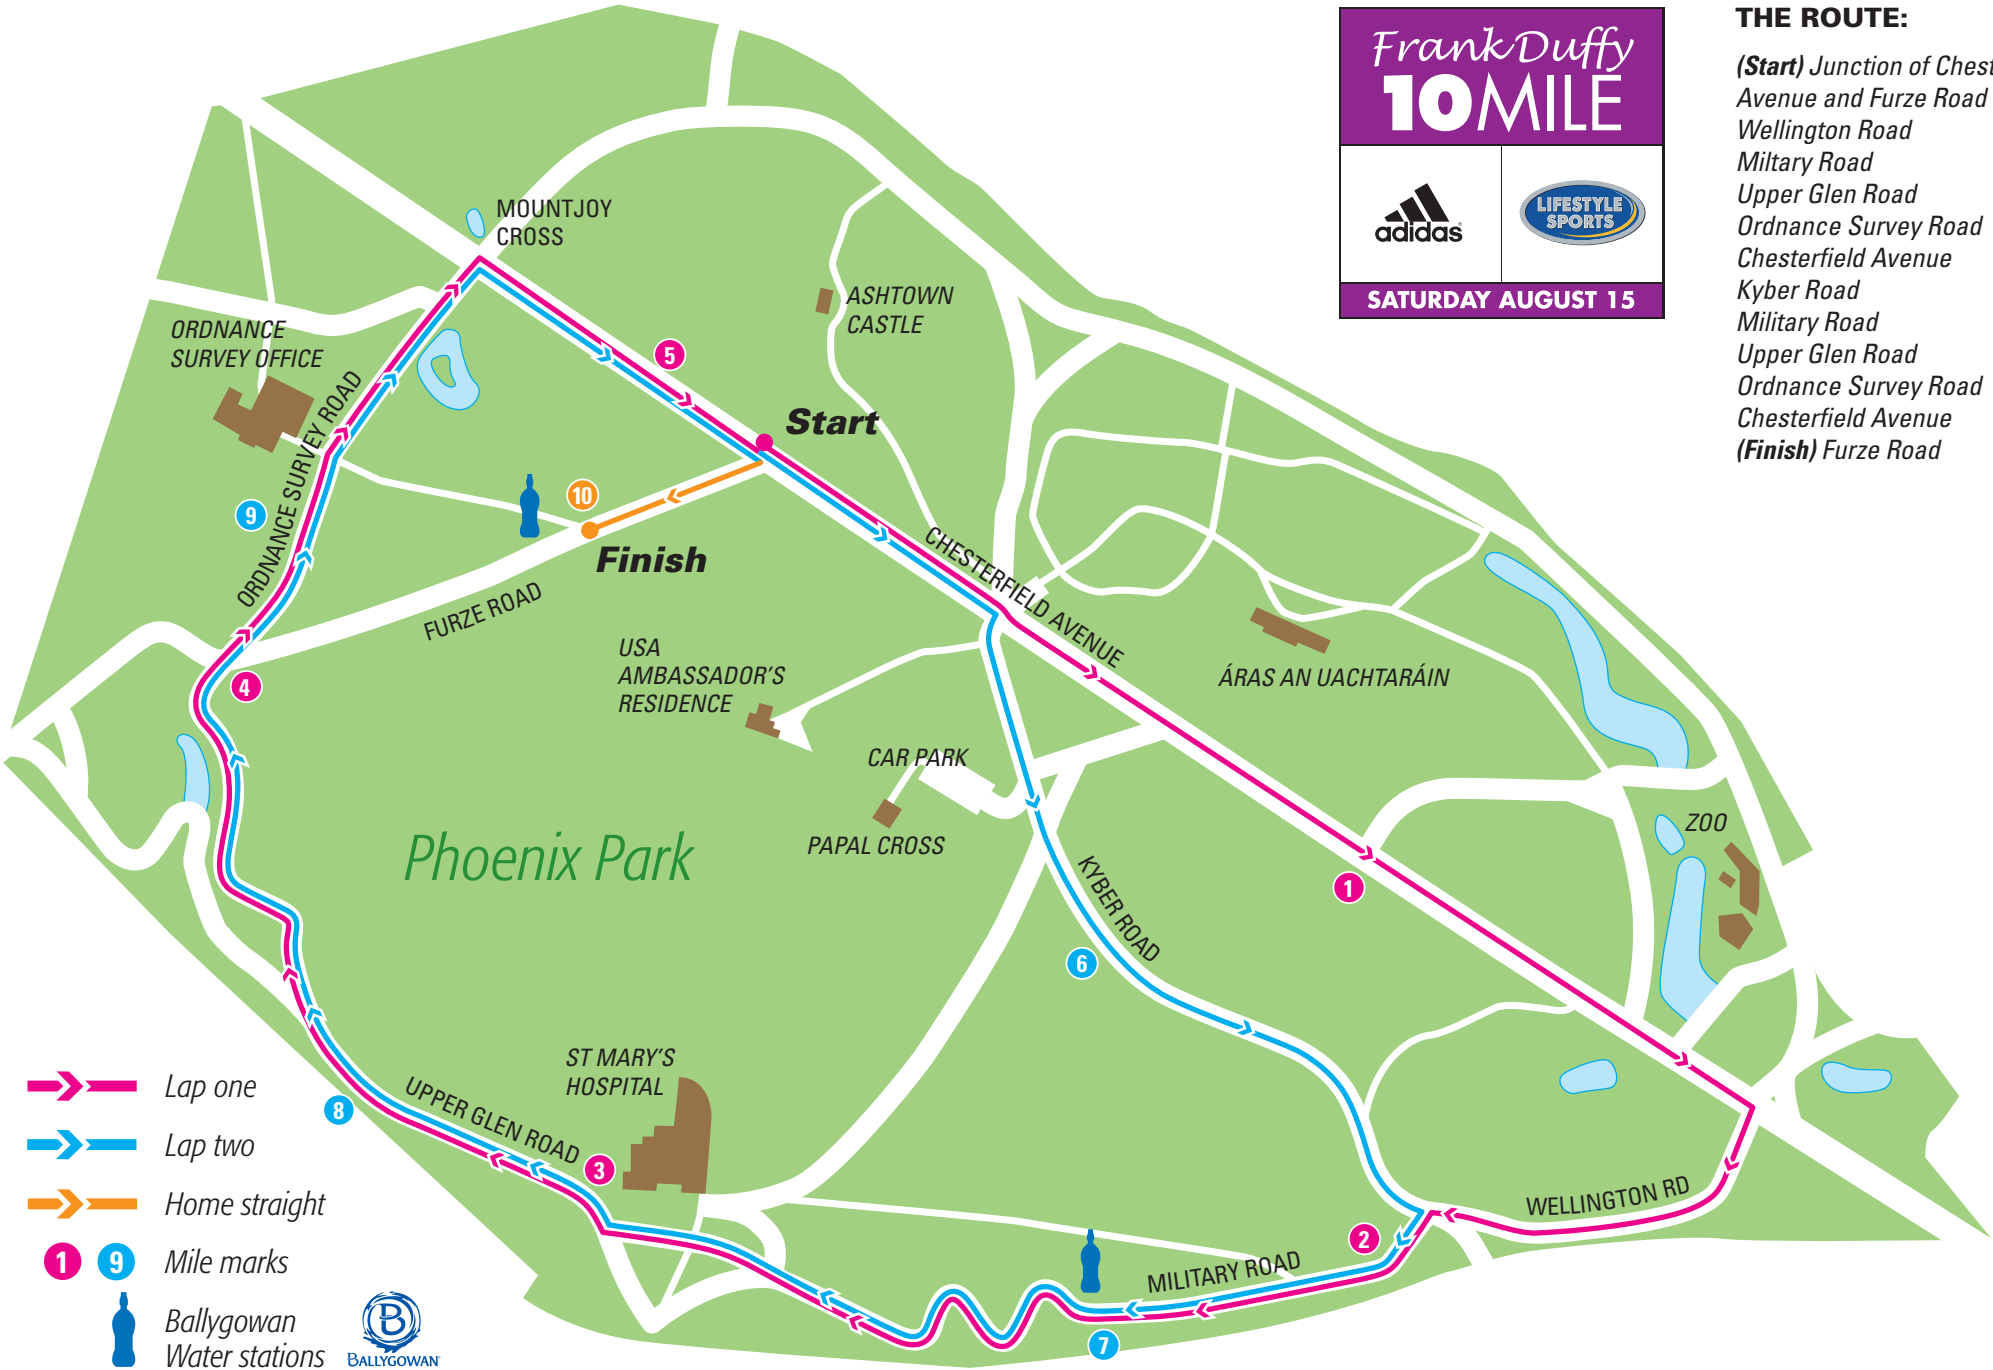 Frank Duffy
10 MILE
adidas
LIFESTYLE
SPORTS
SATURDAY AUGUST 15
THE ROUTE:
(Start) Junction of
Avenue and Furze Road
Wellington Road
Miltary Road
Upper Glen Road
Ordnance Survey Road
Chesterfield Avenue
Kyber Road
Military Road
Upper Glen Road
Ordnance Survey Road
Chesterfield Avenue
(Finish) Furze Road
MOUNTJOY
CROSS
ASHTOWN
CASTLE
ORDNANCE
SURVEY OFFICE
ORDNANCE SURVEY ROAD
5
Start
10
9
Finish
CHESTERFIELD AVENUE
FURZE ROAD
USA
AMBASSADOR'S
RESIDENCE
ÁRAS AN UACHTARÁIN
4
CAR PARK
PAPAL CROSS
ZOO
Phoenix Park
KYBER ROAD
1
6
ST MARY'S
HOSPITAL
UPPER GLEN ROAD
8
3
WELLINGTON RD
2
MILITARY ROAD
7
Lap one
Lap two
Home straight
1 9 Mile marks
Ballygowan
Water stations
B
BALLYGOWAN